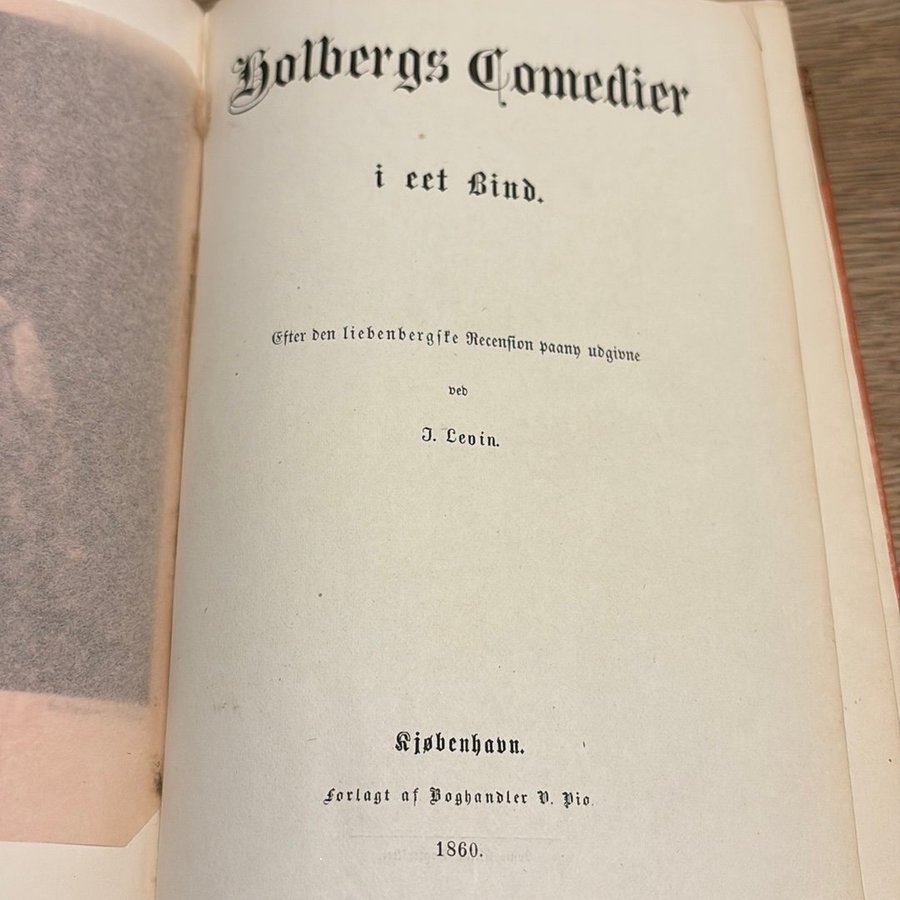 Holbergs Comedier
i eet Bind.
Efter den liebenbergſke Recenſion paany udgivne
ved
J. Levin.
Kjøbenhavn.
Forlagt af Boghandler V. Pio.
1860.